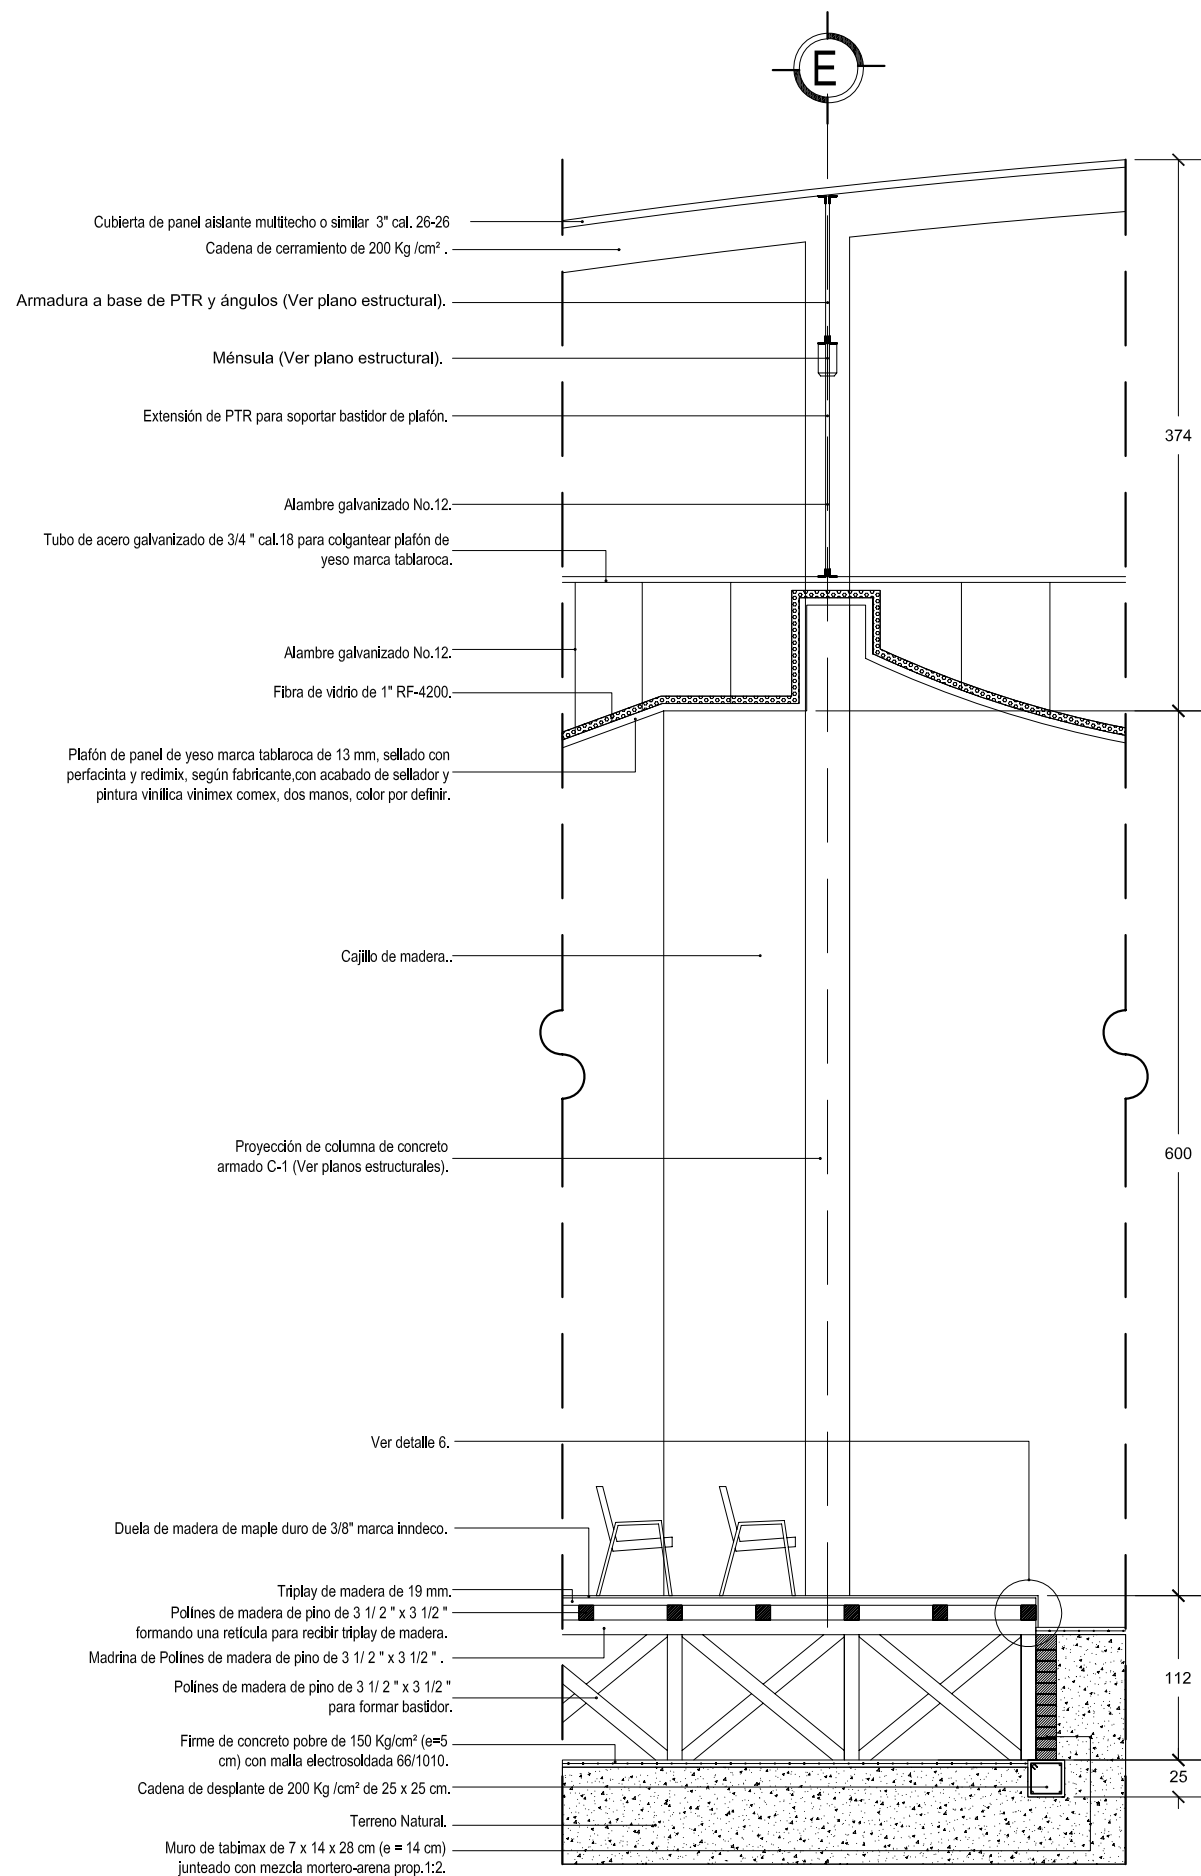 E
Cubierta de panel aislante multitecho o similar 3" cal. 26-26
Cadena de cerramiento de 200 Kg /cm² .
Armadura a base de PTR y ángulos (Ver plano estructural).
Ménsula (Ver plano estructural).
Extensión de PTR para soportar bastidor de plafón.
374
Alambre galvanizado No.12.
Tubo de acero galvanizado de 3/4 " cal.18 para colgantear plafón de
yeso marca tablaroca.
Alambre galvanizado No.12.
Fibra de vidrio de 1" RF-4200.
Plafón de panel de yeso marca tablaroca de 13 mm, sellado con
perfacinta y redimix, según fabricante,con acabado de sellador y
pintura vinílica vinimex comex, dos manos, color por definir.
Cajillo de madera..
Proyección de columna de concreto
armado C-1 (Ver planos estructurales).
600
Ver detalle 6.
Duela de madera de maple duro de 3/8" marca inndeco.
Triplay de madera de 19 mm.
Polínes de madera de pino de 3 1/ 2 " x 3 1/2 "
formando una retícula para recibir triplay de madera.
Madrina de Polínes de madera de pino de 3 1/ 2 " x 3 1/2 " .
Polínes de madera de pino de 3 1/ 2 " x 3 1/2 "
para formar bastidor.
112
Firme de concreto pobre de 150 Kg/cm² (e=5
cm) con malla electrosoldada 66/1010.
Cadena de desplante de 200 Kg /cm² de 25 x 25 cm.
25
Terreno Natural.
Muro de tabimax de 7 x 14 x 28 cm (e = 14 cm)
junteado con mezcla mortero-arena prop.1:2.